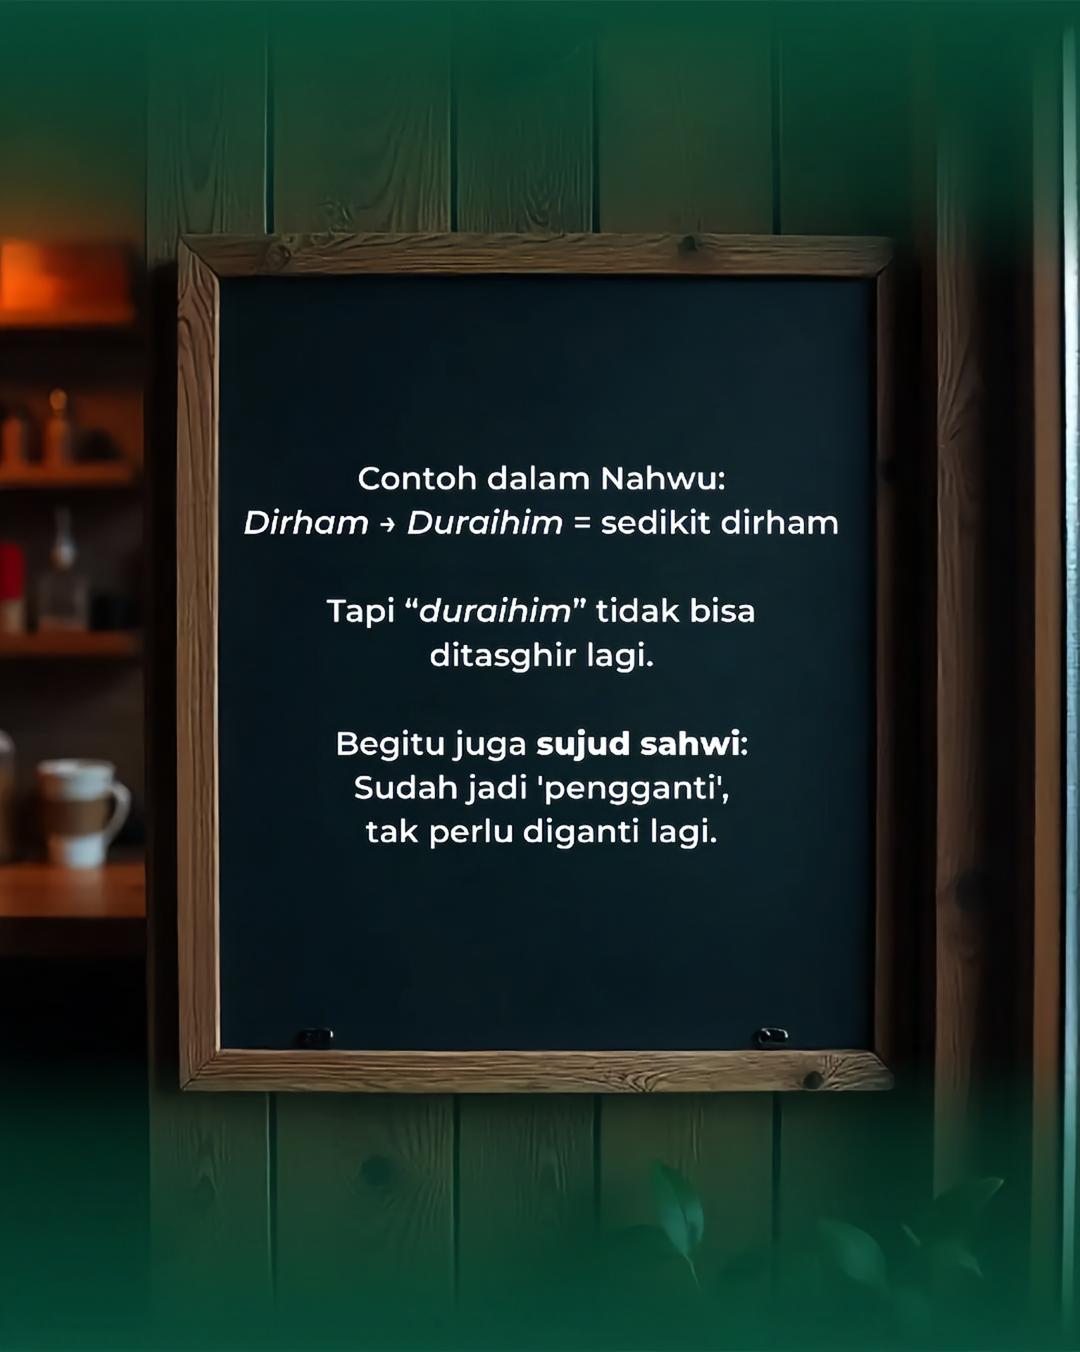 Contoh dalam Nahwu:
Dirham → Duraihim = sedikit dirham
Tapi “duraihim” tidak bisa
ditasghir lagi.
Begitu juga sujud sahwi:
Sudah jadi 'pengganti',
tak perlu diganti lagi.